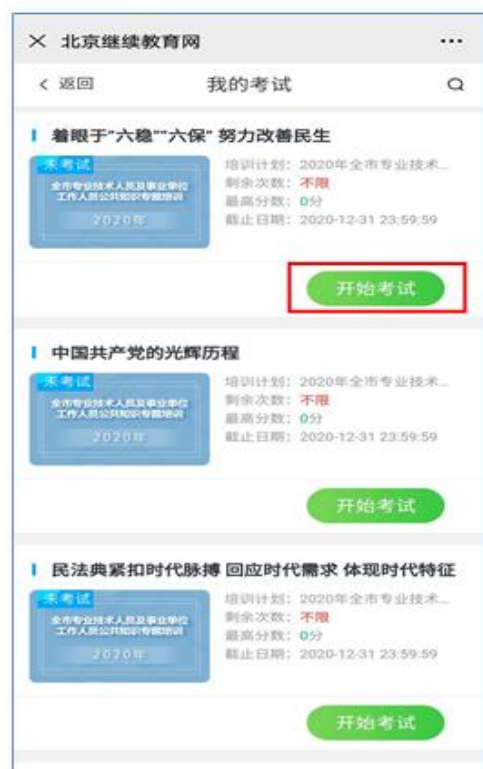 北京继续教育网
返回
我的考试
着眼于"六稳""六保" 努力改善民生
未考试
全市专业技术人员及事业单位
工作人员公共知识专题培训
2020年
培训计划：2020年全市专业技术...
剩余次数：不限
最高分数：0分
截止日期：2020-12-31 23:59:59
开始考试
中国共产党的光辉历程
未考试
全市专业技术人员及事业单位
工作人员公共知识专题培训
2020年
培训计划：2020年全市专业技术...
剩余次数：不限
最高分数：0分
截止日期：2020-12-31 23:59:59
开始考试
民法典紧扣时代脉搏 回应时代需求 体现时代特征
未考试
全市专业技术人员及事业单位
工作人员公共知识专题培训
2020年
培训计划：2020年全市专业技术...
剩余次数：不限
最高分数：0分
截止日期：2020-12-31 23:59:59
开始考试